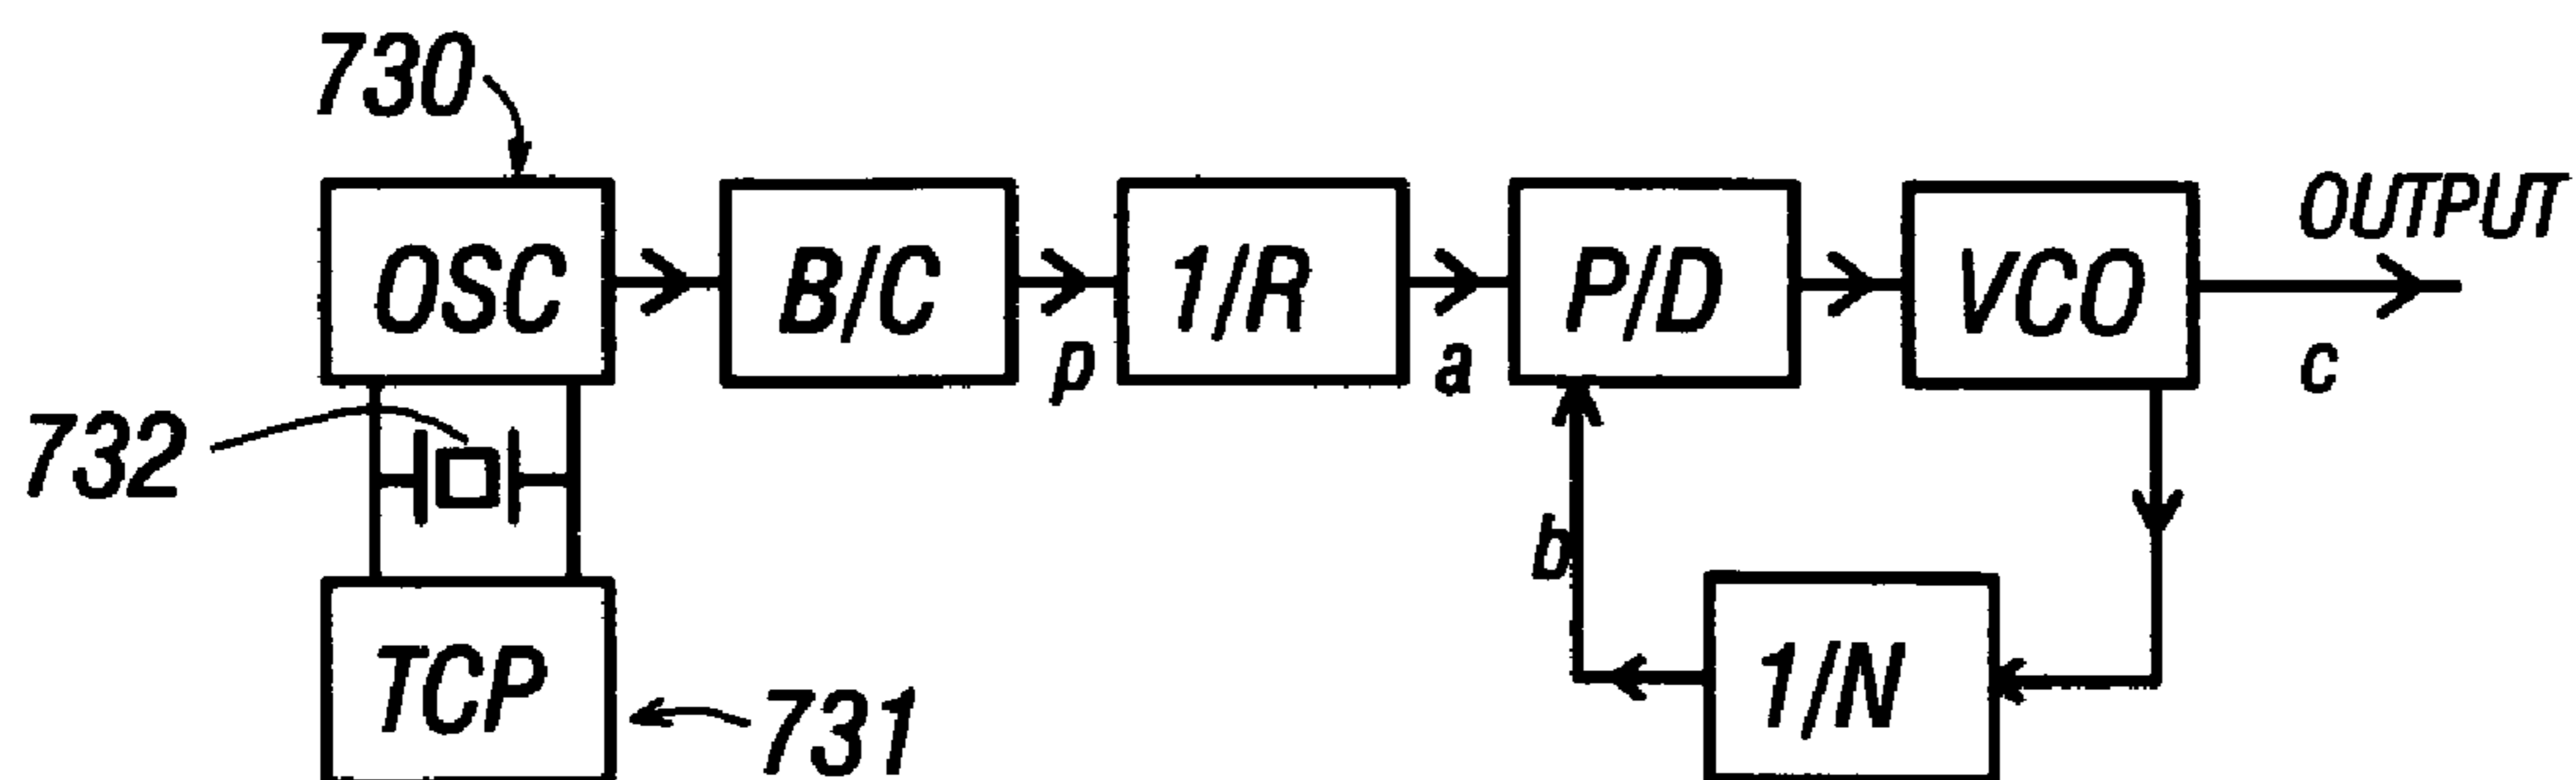 730
OSC
B/C
1/R
P/D
VCO
OUTPUT
p
a
c
732
b
TCP
731
1/N